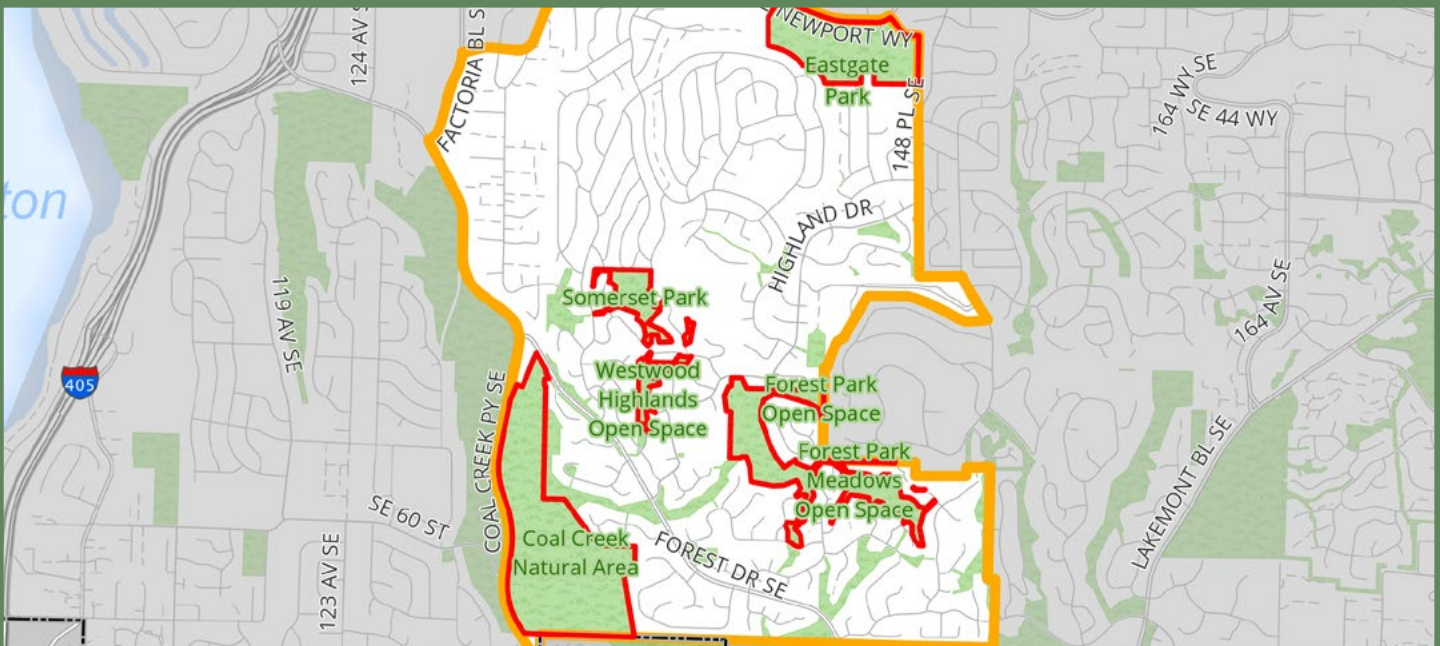 124 AV S
FACTORIA BL S
NEWPORT WY
Eastgate
Park
148 PL SE
164 WY SE
SE 44 WY
ton
HIGHLAND DR
119 AV SE
Somerset Park
164 AV SE
405
Westwood
Highlands
Open Space
Forest Park
Open Space
COAL CREEK PY SE
Forest Park
Meadows
Open Space
LAKEMONT BL SE
SE 60 ST
123 AV SE
Coal Creek
Natural Area
FOREST DR SE